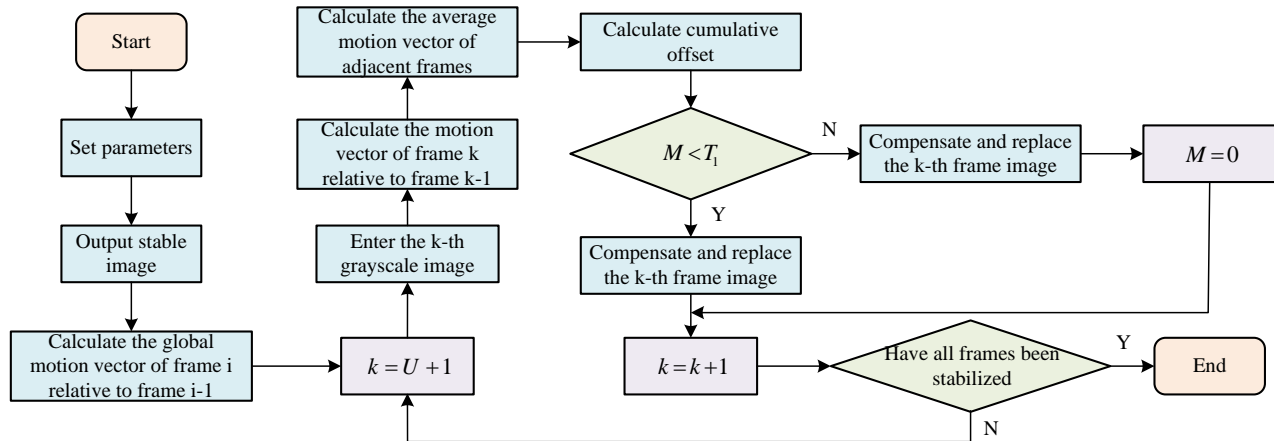 Start
Set parameters
Output stable
image
Calculate the global
motion vector of frame i
relative to frame i-1
k = U + 1
Enter the k-th
grayscale image
Calculate the motion
vector of frame k
relative to frame k-1
Calculate the average
motion vector of
adjacent frames
Calculate cumulative
offset
M < T₁
N
Compensate and replace
the k-th frame image
M = 0
Y
Compensate and replace
the k-th frame image
k = k + 1
Have all frames been
stabilized
Y
End
N